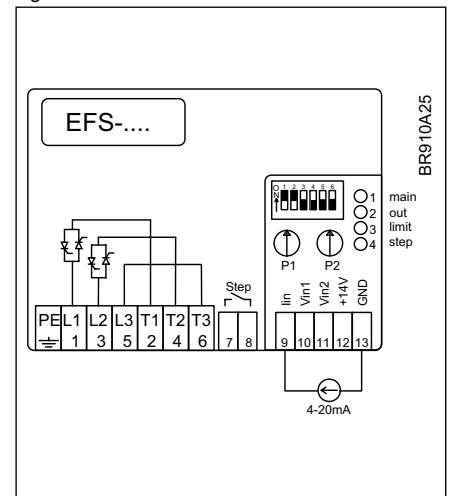 EFS-....
BR910A25
O
N
1 2 3 4 5 6
1 main
2 out
3 limit
4 step
P1 P2
Step
Iin Vin1 Vin2 +14V GND
PE L1 L2 L3 T1 T2 T3
1 3 5 2 4 6
7 8
9 10 11 12 13
4-20mA